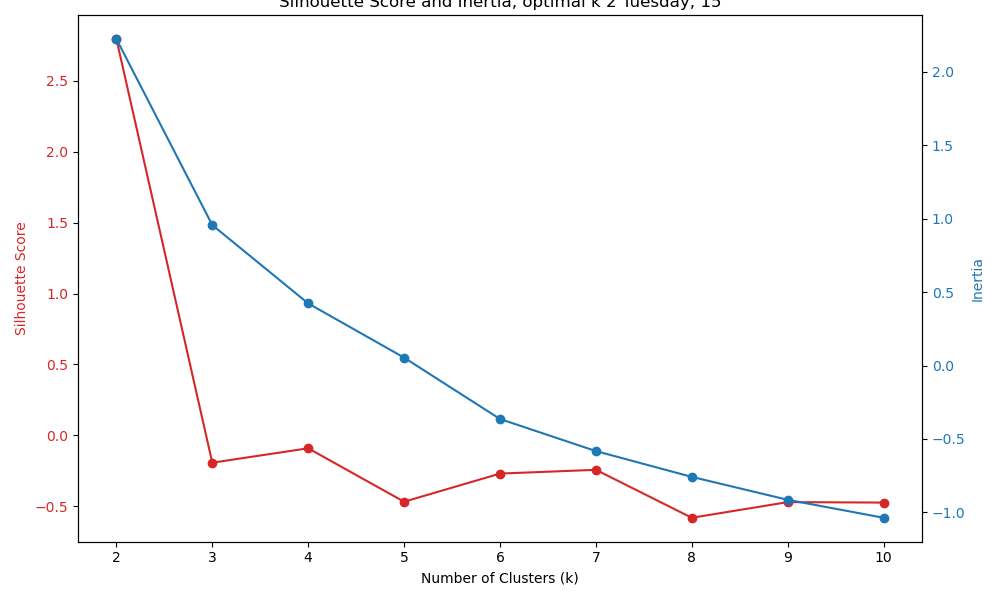 Silhouette Score and Inertia, optimal k 2 Tuesday, 15
2.5
2.0
1.5
1.0
0.5
0.0
−0.5
Silhouette Score
2.0
1.5
1.0
0.5
0.0
−0.5
−1.0
Inertia
2 3 4 5 6 7 8 9 10
Number of Clusters (k)